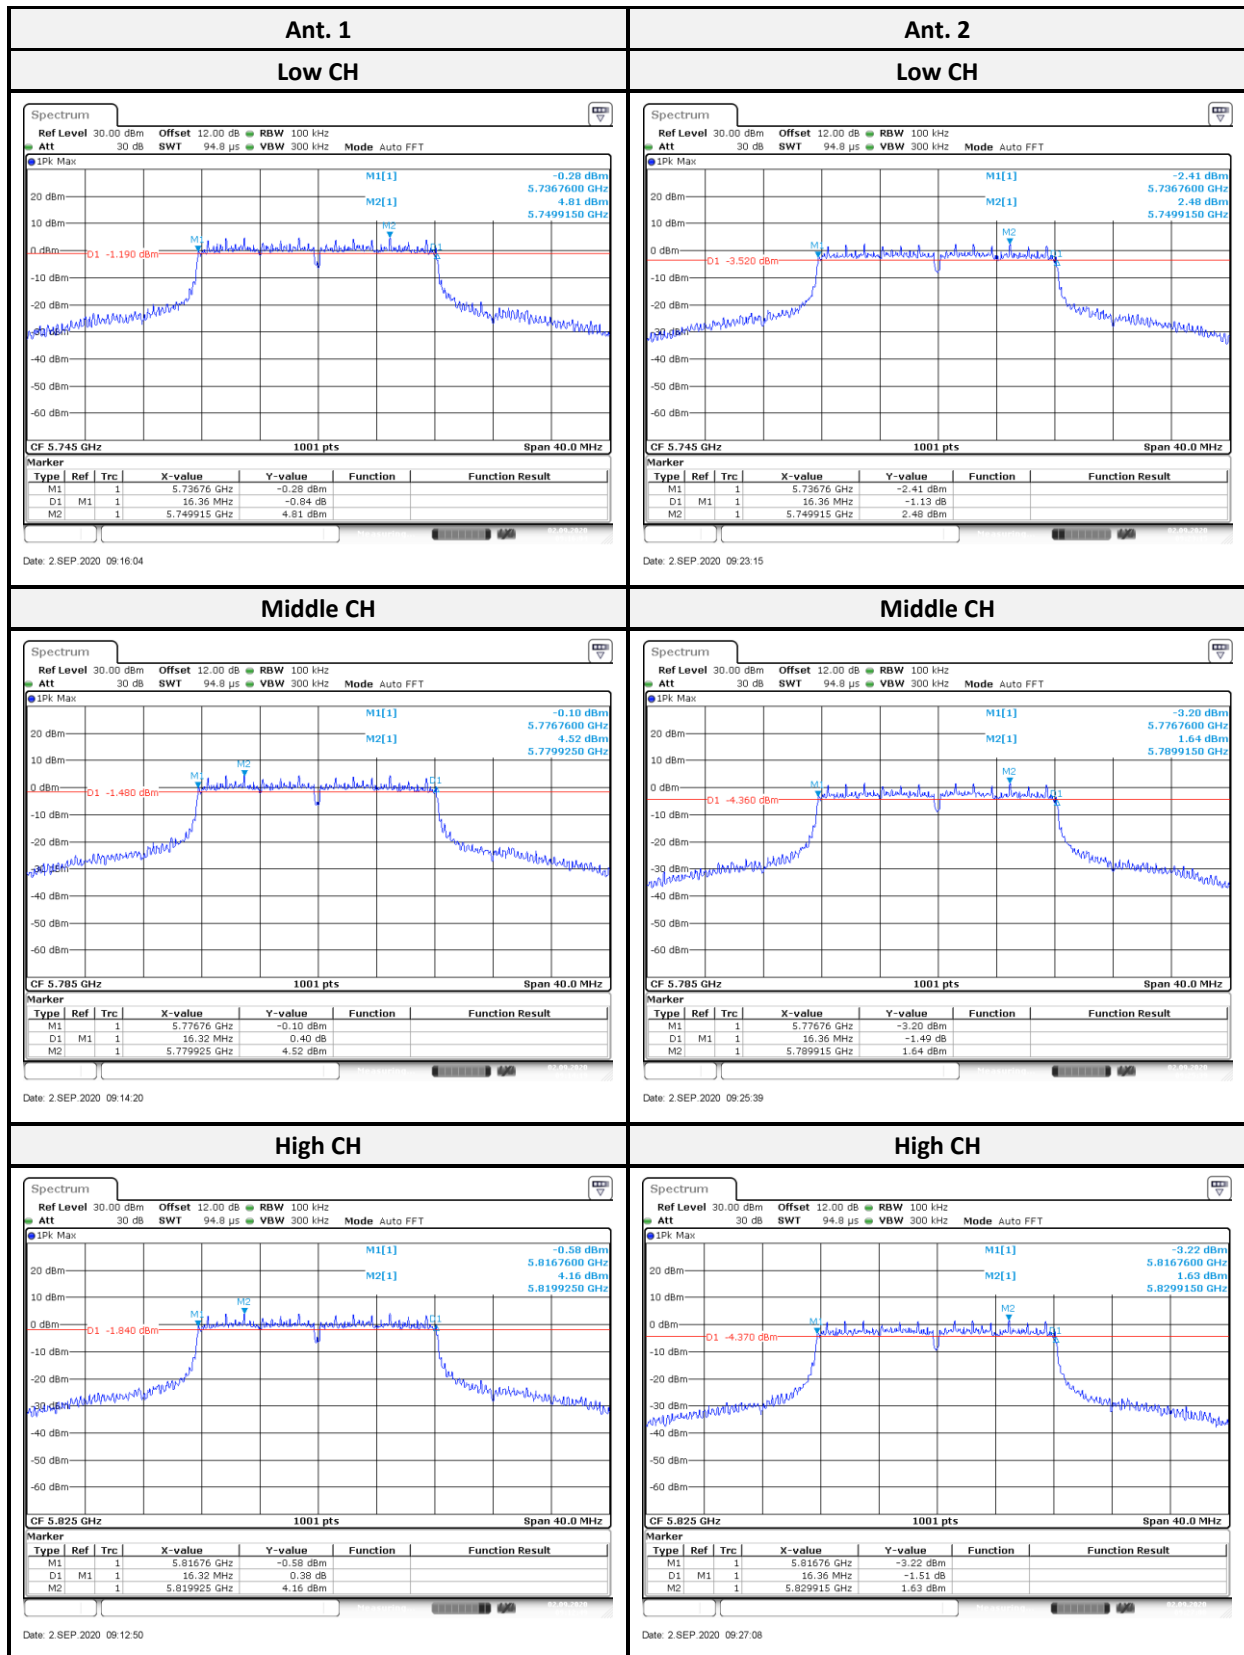 Ant. 1
Ant. 2
Low CH
Low CH
Spectrum
Ref Level 30.00 dBm Offset 12.00 dB RBW 100 kHz
Att 30 dB SWT 94.8 µs VBW 300 kHz Mode Auto FFT
1Pk Max
M1[1] -0.28 dBm
5.7367600 GHz
20 dBm
M2[1] 4.81 dBm
5.7499150 GHz
10 dBm
M2
M1
D1
0 dBm
D1 -1.190 dBm
-10 dBm
-20 dBm
-30 dBm
-40 dBm
-50 dBm
-60 dBm
CF 5.745 GHz 1001 pts Span 40.0 MHz
Marker
Type Ref Trc X-value Y-value Function Function Result
M1 1 5.73676 GHz -0.28 dBm
D1 M1 1 16.36 MHz -0.84 dB
M2 1 5.749915 GHz 4.81 dBm
Date: 2.SEP.2020 09:16:04
Spectrum
Ref Level 30.00 dBm Offset 12.00 dB RBW 100 kHz
Att 30 dB SWT 94.8 µs VBW 300 kHz Mode Auto FFT
1Pk Max
M1[1] -2.41 dBm
5.7367600 GHz
20 dBm
M2[1] 2.48 dBm
5.7499150 GHz
10 dBm
M2
M1
D1
0 dBm
D1 -3.520 dBm
-10 dBm
-20 dBm
-30 dBm
-40 dBm
-50 dBm
-60 dBm
CF 5.745 GHz 1001 pts Span 40.0 MHz
Marker
Type Ref Trc X-value Y-value Function Function Result
M1 1 5.73676 GHz -2.41 dBm
D1 M1 1 16.36 MHz -1.13 dB
M2 1 5.749915 GHz 2.48 dBm
Date: 2.SEP.2020 09:23:15
Middle CH
Middle CH
Spectrum
Ref Level 30.00 dBm Offset 12.00 dB RBW 100 kHz
Att 30 dB SWT 94.8 µs VBW 300 kHz Mode Auto FFT
1Pk Max
M1[1] -0.10 dBm
5.7767600 GHz
20 dBm
M2[1] 4.52 dBm
5.7799250 GHz
10 dBm
M2
M1
D1
0 dBm
D1 -1.480 dBm
-10 dBm
-20 dBm
-30 dBm
-40 dBm
-50 dBm
-60 dBm
CF 5.785 GHz 1001 pts Span 40.0 MHz
Marker
Type Ref Trc X-value Y-value Function Function Result
M1 1 5.77676 GHz -0.10 dBm
D1 M1 1 16.32 MHz 0.40 dB
M2 1 5.779925 GHz 4.52 dBm
Date: 2.SEP.2020 09:14:20
Spectrum
Ref Level 30.00 dBm Offset 12.00 dB RBW 100 kHz
Att 30 dB SWT 94.8 µs VBW 300 kHz Mode Auto FFT
1Pk Max
M1[1] -3.20 dBm
5.7767600 GHz
20 dBm
M2[1] 1.64 dBm
5.7899150 GHz
10 dBm
M2
M1
D1
0 dBm
D1 -4.360 dBm
-10 dBm
-20 dBm
-30 dBm
-40 dBm
-50 dBm
-60 dBm
CF 5.785 GHz 1001 pts Span 40.0 MHz
Marker
Type Ref Trc X-value Y-value Function Function Result
M1 1 5.77676 GHz -3.20 dBm
D1 M1 1 16.36 MHz -1.49 dB
M2 1 5.789915 GHz 1.64 dBm
Date: 2.SEP.2020 09:25:39
High CH
High CH
Spectrum
Ref Level 30.00 dBm Offset 12.00 dB RBW 100 kHz
Att 30 dB SWT 94.8 µs VBW 300 kHz Mode Auto FFT
1Pk Max
M1[1] -0.58 dBm
5.8167600 GHz
20 dBm
M2[1] 4.16 dBm
5.8199250 GHz
10 dBm
M2
M1
D1
0 dBm
D1 -1.840 dBm
-10 dBm
-20 dBm
-30 dBm
-40 dBm
-50 dBm
-60 dBm
CF 5.825 GHz 1001 pts Span 40.0 MHz
Marker
Type Ref Trc X-value Y-value Function Function Result
M1 1 5.81676 GHz -0.58 dBm
D1 M1 1 16.32 MHz 0.38 dB
M2 1 5.819925 GHz 4.16 dBm
Date: 2.SEP.2020 09:12:50
Spectrum
Ref Level 30.00 dBm Offset 12.00 dB RBW 100 kHz
Att 30 dB SWT 94.8 µs VBW 300 kHz Mode Auto FFT
1Pk Max
M1[1] -3.22 dBm
5.8167600 GHz
20 dBm
M2[1] 1.63 dBm
5.8299150 GHz
10 dBm
M2
M1
D1
0 dBm
D1 -4.370 dBm
-10 dBm
-20 dBm
-30 dBm
-40 dBm
-50 dBm
-60 dBm
CF 5.825 GHz 1001 pts Span 40.0 MHz
Marker
Type Ref Trc X-value Y-value Function Function Result
M1 1 5.81676 GHz -3.22 dBm
D1 M1 1 16.36 MHz -1.51 dB
M2 1 5.829915 GHz 1.63 dBm
Date: 2.SEP.2020 09:27:08